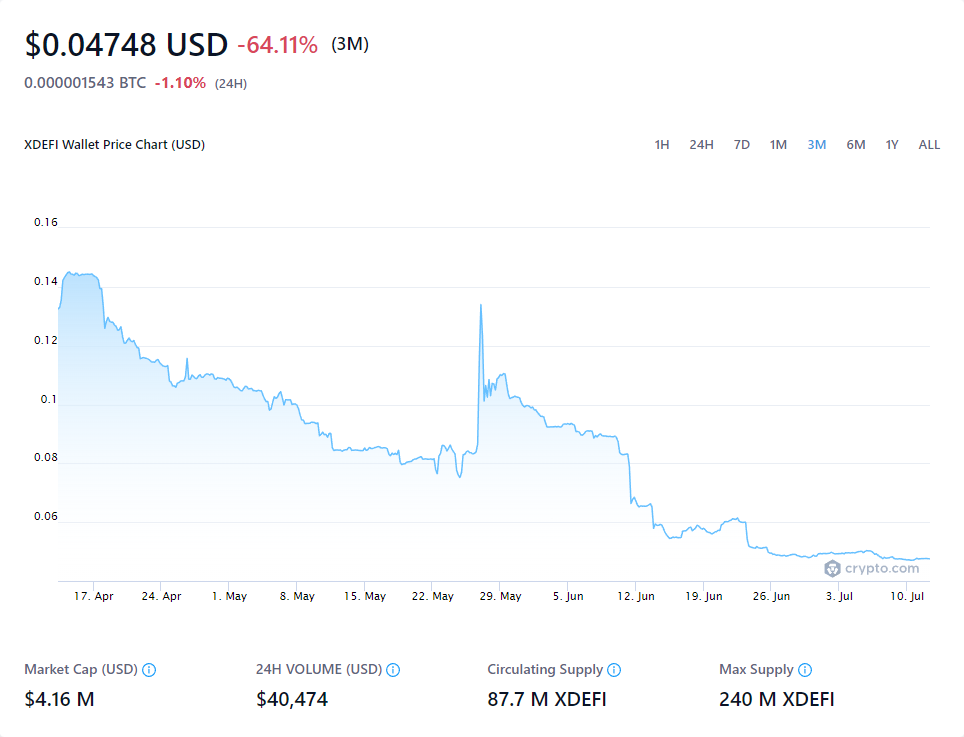 $0.04748 USD -64.11% (3M)
0.000001543 BTC -1.10% (24H)
XDEFI Wallet Price Chart (USD) 1H 24H 7D 1M 3M 6M 1Y ALL
0.16
0.14
0.12
0.1
0.08
0.06
crypto.com
17. Apr 24. Apr 1. May 8. May 15. May 22. May 29. May 5. Jun 12. Jun 19. Jun 26. Jun 3. Jul 10. Jul
Market Cap (USD) 24H VOLUME (USD) Circulating Supply Max Supply
$4.16 M $40,474 87.7 M XDEFI 240 M XDEFI